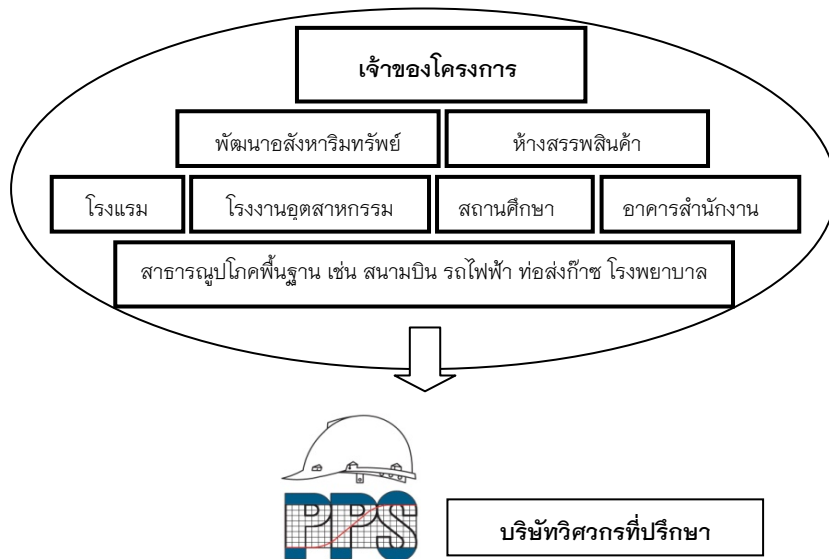 เจ้าของโครงการ
พัฒนาอสังหาริมทรัพย์ ห้างสรรพสินค้า
โรงแรม โรงงานอุตสาหกรรม สถานศึกษา อาคารสำนักงาน
สาธารณูปโภคพื้นฐาน เช่น สนามบิน รถไฟฟ้า ท่อส่งก๊าซ โรงพยาบาล
PPS บริษัทวิศวกรที่ปรึกษา